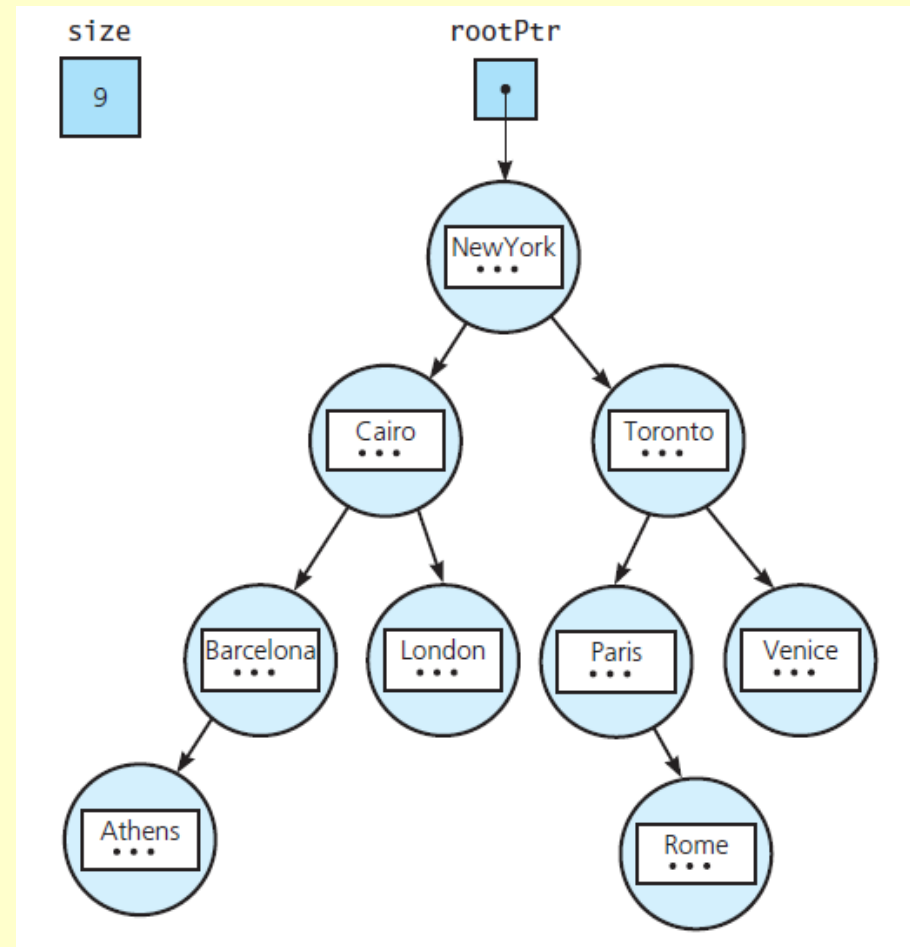 size rootPtr
9
NewYork
Cairo Toronto
Barcelona London Paris Venice
Athens Rome